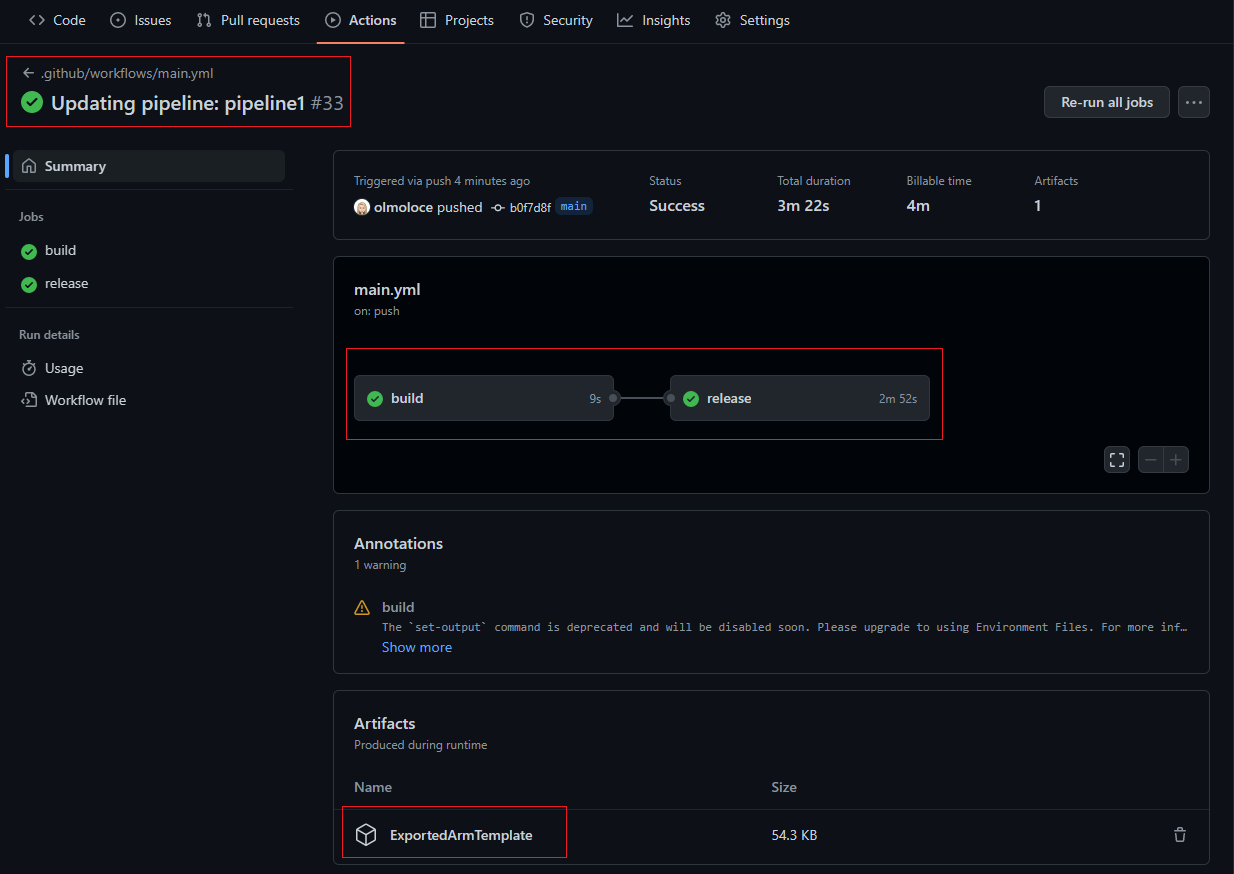 Code Issues Pull requests Actions Projects Security Insights Settings
.github/workflows/main.yml
Updating pipeline: pipeline1 #33
Re-run all jobs
Summary
Jobs
build
release
Run details
Usage
Workflow file
Triggered via push 4 minutes ago
olmoloce pushed b0f7d8f main
Status
Success
Total duration
3m 22s
Billable time
4m
Artifacts
1
main.yml
on: push
build 9s
release 2m 52s
Annotations
1 warning
build
The `set-output` command is deprecated and will be disabled soon. Please upgrade to using Environment Files. For more inf…
Show more
Artifacts
Produced during runtime
Name Size
ExportedArmTemplate 54.3 KB